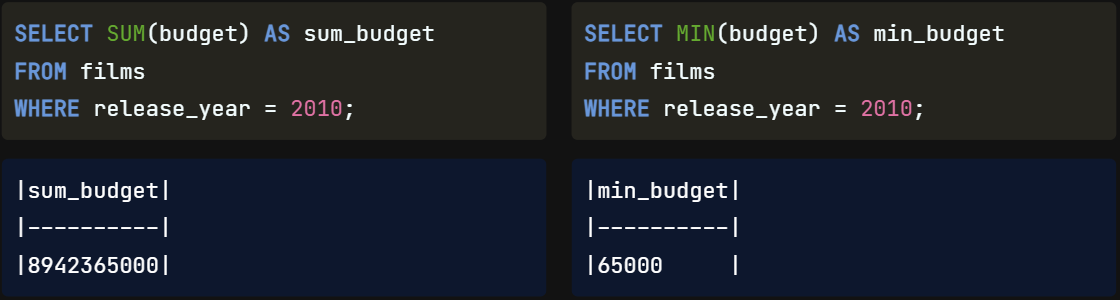 SELECT SUM(budget) AS sum_budget
FROM films
WHERE release_year = 2010;
|sum_budget|
|----------|
|8942365000|
SELECT MIN(budget) AS min_budget
FROM films
WHERE release_year = 2010;
|min_budget|
|----------|
|65000     |